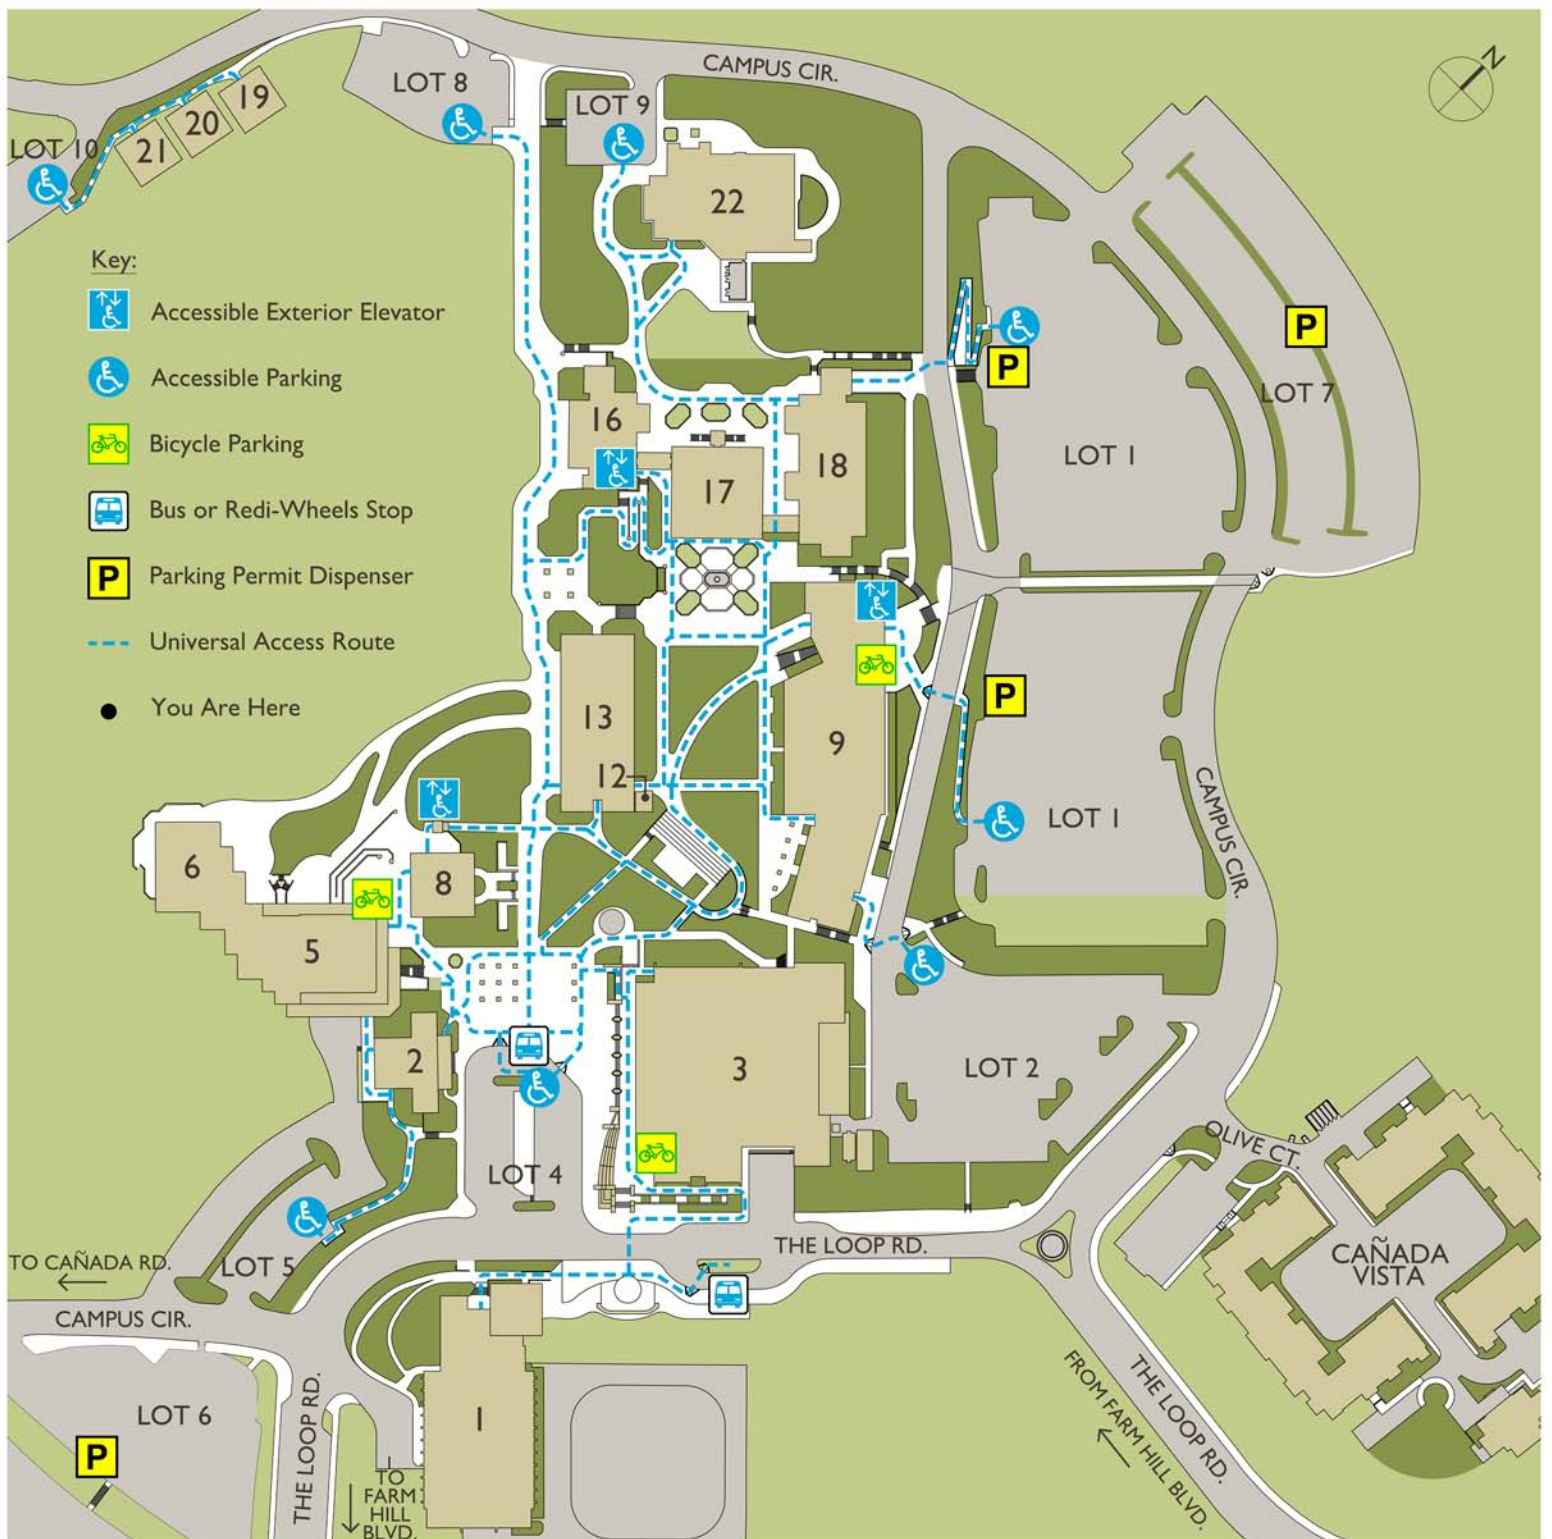 CAMPUS CIR.
N
LOT 8
LOT 9
19
20
21
LOT 10
22
Key:
Accessible Exterior Elevator
Accessible Parking
Bicycle Parking
Bus or Redi-Wheels Stop
P
Parking Permit Dispenser
Universal Access Route
You Are Here
P
P
LOT 7
LOT 1
16
17
18
P
13
12
9
LOT 1
CAMPUS CIR.
6
8
5
2
3
LOT 2
LOT 4
OLIVE CT.
LOT 5
TO CAÑADA RD.
CAMPUS CIR.
THE LOOP RD.
CAÑADA
VISTA
LOT 6
P
THE LOOP RD.
TO
FARM
HILL
BLVD.
1
FROM FARM HILL BLVD.
THE LOOP RD.